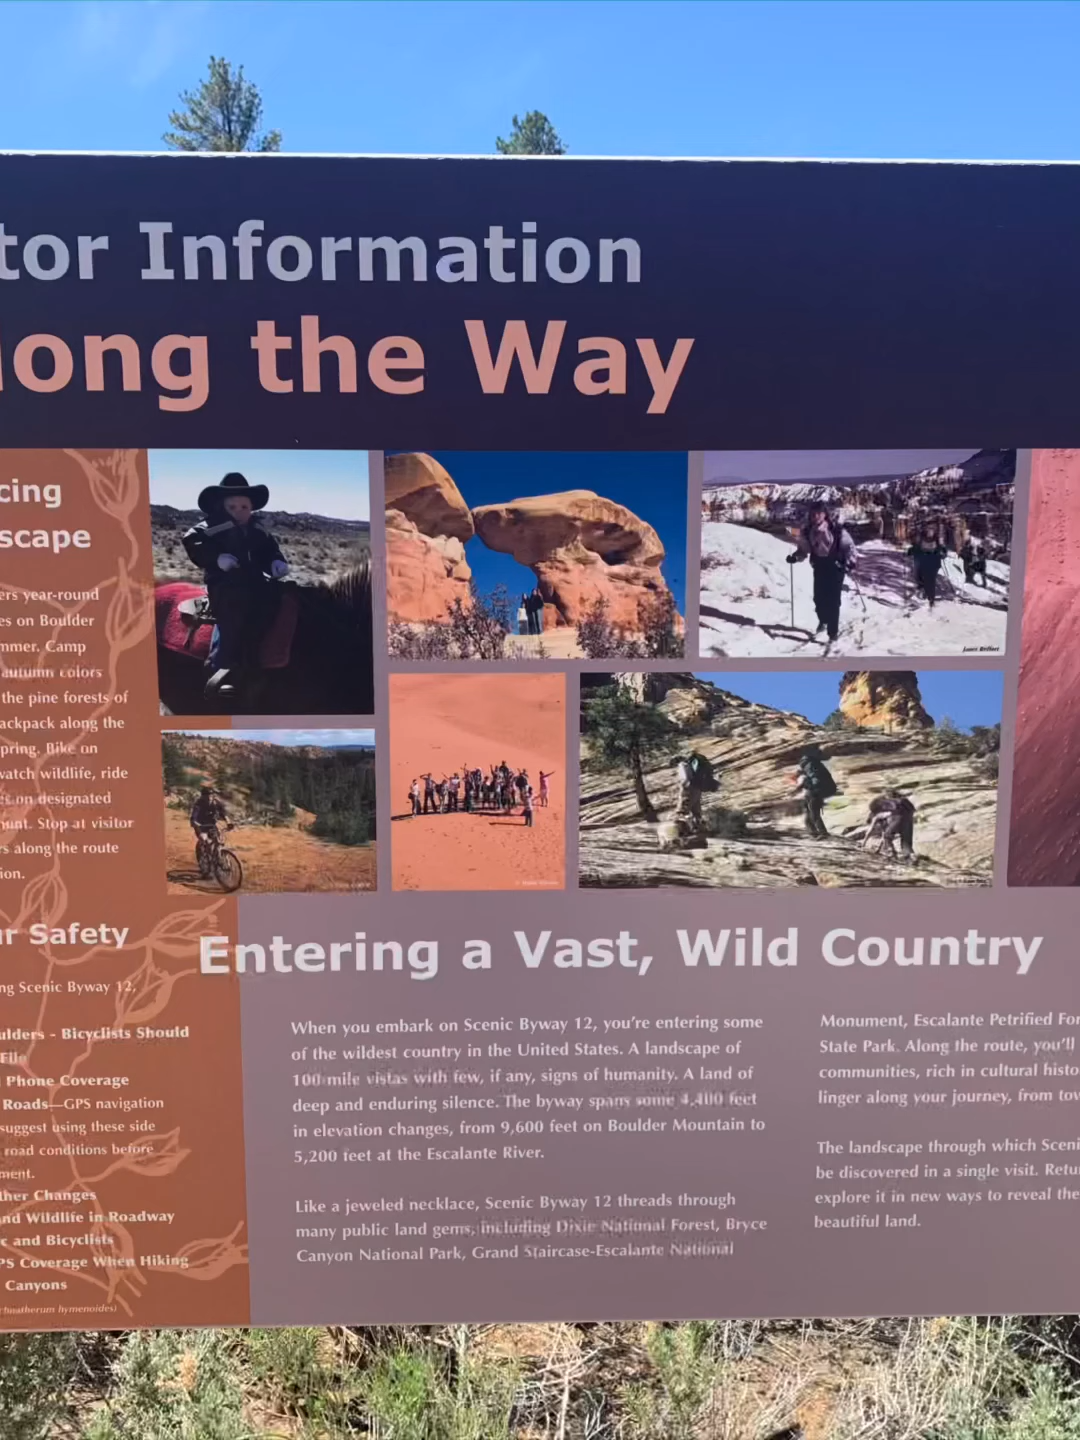 tor Information
long the Way
cing
scape
ers year-round
es on Boulder
mmer. Camp
autumn colors
the pine forests of
ackpack along the
pring. Bike on
watch wildlife, ride
es on designated
unt. Stop at visitor
rs along the route
ion.
ur Safety
ng Scenic Byway 12,
ulders - Bicyclists Should
File
Phone Coverage
Roads—GPS navigation
suggest using these side
road conditions before
ment.
ther Changes
nd Wildlife in Roadway
c and Bicyclists
PS Coverage When Hiking
Canyons
hymenoides)
Entering a Vast, Wild Country
When you embark on Scenic Byway 12, you're entering some
of the wildest country in the United States. A landscape of
100 mile vistas with few, if any, signs of humanity. A land of
deep and enduring silence. The byway spans some 4,400 feet
in elevation changes, from 9,600 feet on Boulder Mountain to
5,200 feet at the Escalante River.
Like a jeweled necklace, Scenic Byway 12 threads through
many public land gems, including Dixie National Forest, Bryce
Canyon National Park, Grand Staircase-Escalante National
Monument, Escalante Petrified For
State Park. Along the route, you'll
communities, rich in cultural histo
linger along your journey, from tow
The landscape through which Sceni
be discovered in a single visit. Retu
explore it in new ways to reveal the
beautiful land.